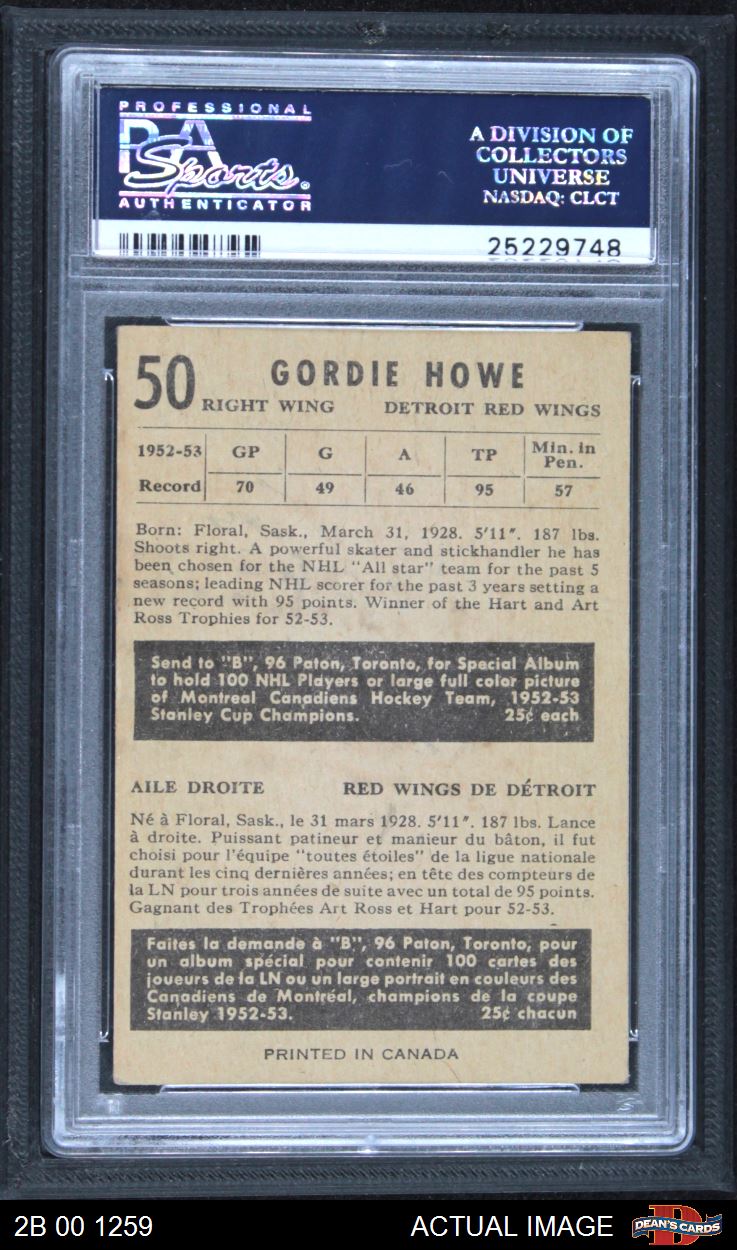 PROFESSIONAL
PSA
Sports®
AUTHENTICATOR
A DIVISION OF
COLLECTORS
UNIVERSE
NASDAQ: CLCT
25229748
50 GORDIE HOWE
RIGHT WING DETROIT RED WINGS
1952-53 GP G A TP Min. in Pen.
Record 70 49 46 95 57
Born: Floral, Sask., March 31, 1928. 5'11". 187 lbs.
Shoots right. A powerful skater and stickhandler he has
been chosen for the NHL "All star" team for the past 5
seasons; leading NHL scorer for the past 3 years setting a
new record with 95 points. Winner of the Hart and Art
Ross Trophies for 52-53.
Send to "B", 96 Paton, Toronto, for Special Album
to hold 100 NHL Players or large full color picture
of Montreal Canadiens Hockey Team, 1952-53
Stanley Cup Champions. 25¢ each
AILE DROITE RED WINGS DE DÉTROIT
Né à Floral, Sask., le 31 mars 1928. 5'11". 187 lbs. Lance
à droite. Puissant patineur et manieur du bâton, il fut
choisi pour l'équipe "toutes étoiles" de la ligue nationale
durant les cinq dernières années; en tête des compteurs de
la LN pour trois années de suite avec un total de 95 points.
Gagnant des Trophées Art Ross et Hart pour 52-53.
Faites la demande à "B", 96 Paton, Toronto, pour
un album spécial pour contenir 100 cartes des
joueurs de la LN ou un large portrait en couleurs des
Canadiens de Montréal, champions de la coupe
Stanley 1952-53. 25¢ chacun
PRINTED IN CANADA
2B 00 1259 ACTUAL IMAGE DEAN'S CARDS